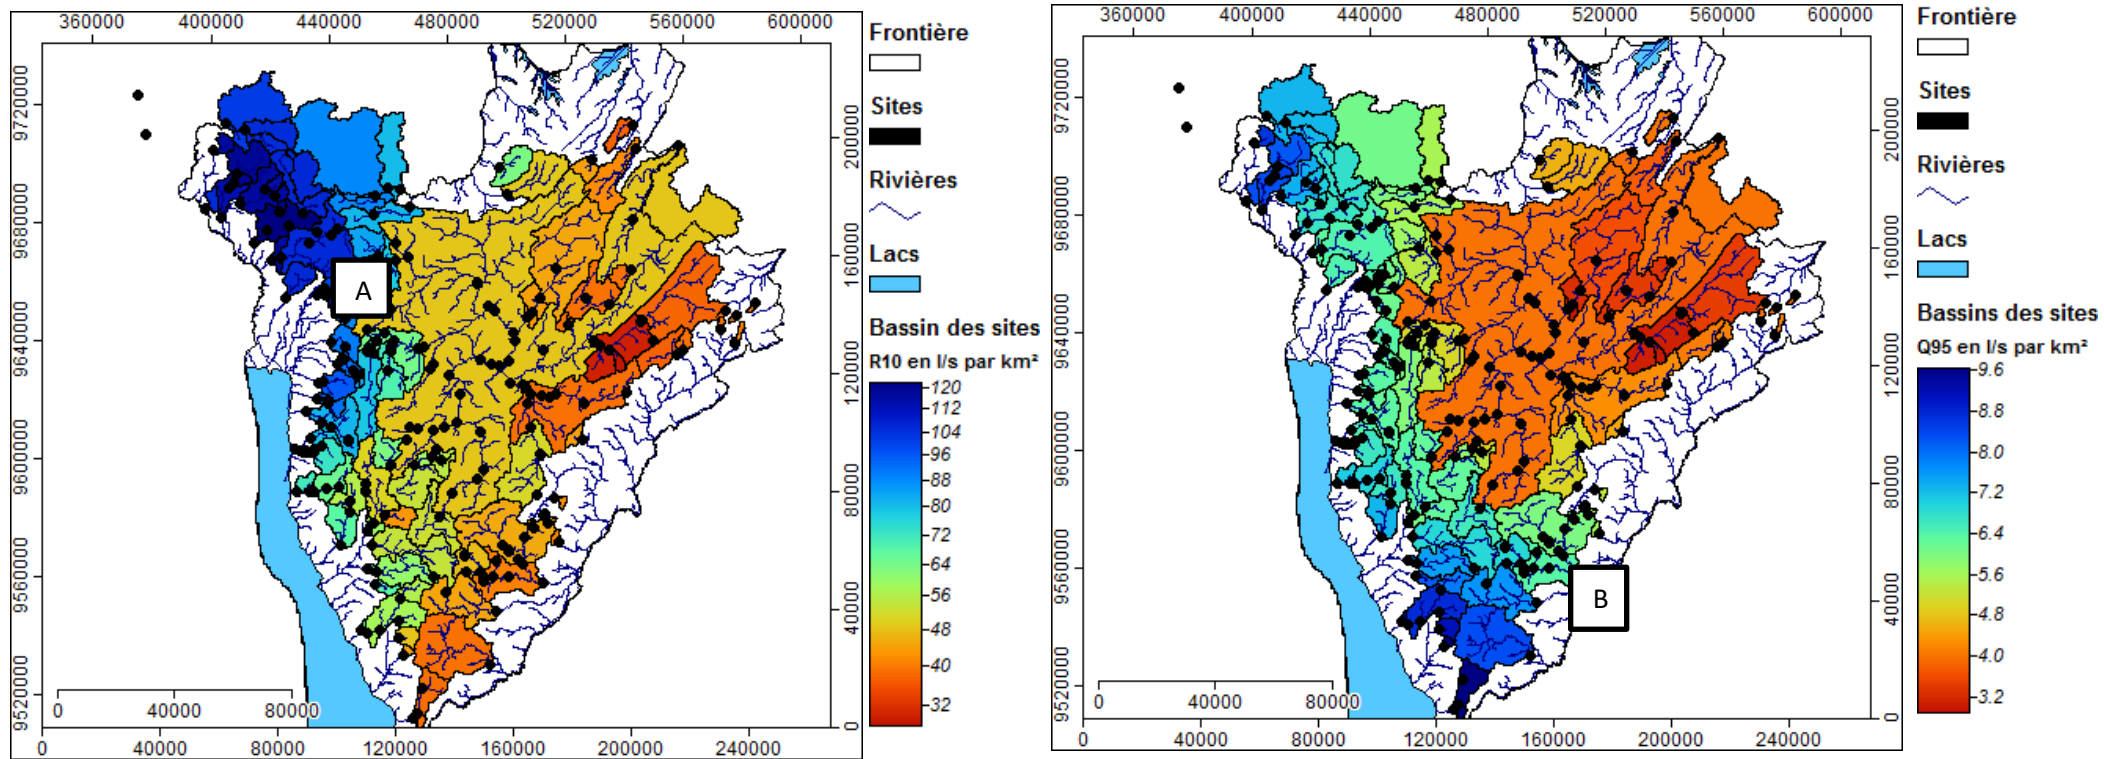 360000 400000 440000 480000 520000 560000 600000
9720000
9680000
9640000
9600000
9560000
9520000
200000
160000
120000
80000
40000
0
A
0 40000 80000
0 40000 80000 120000 160000 200000 240000
Frontière
Sites
Rivières
Lacs
Bassin des sites
R10 en l/s par km²
120
112
104
96
88
80
72
64
56
48
40
32
360000 400000 440000 480000 520000 560000 600000
9720000
9680000
9640000
9600000
9560000
9520000
200000
160000
120000
80000
40000
0
B
0 40000 80000
0 40000 80000 120000 160000 200000 240000
Frontière
Sites
Rivières
Lacs
Bassins des sites
Q95 en l/s par km²
9.6
8.8
8.0
7.2
6.4
5.6
4.8
4.0
3.2